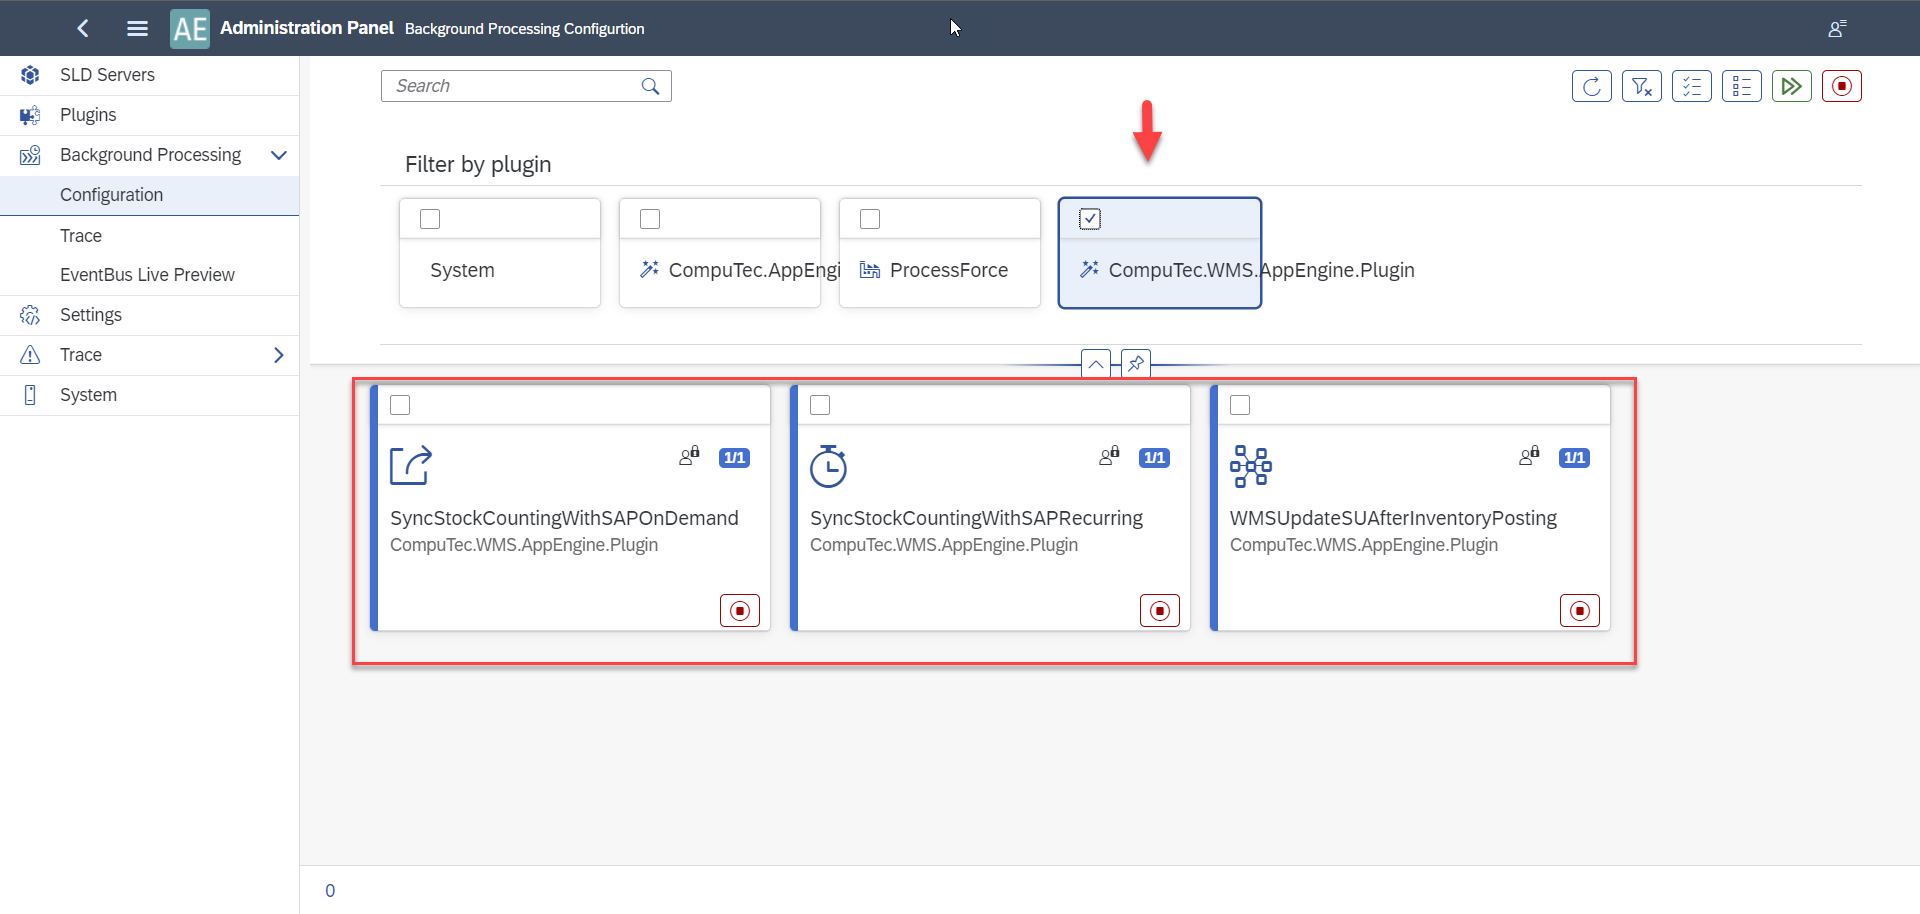 AE Administration Panel Background Processing Configurtion
SLD Servers
Plugins
Background Processing
Configuration
Trace
EventBus Live Preview
Settings
Trace
System
Search
Filter by plugin
System
CompuTec.AppEngi
ProcessForce
CompuTec.WMS.AppEngine.Plugin
1/1
SyncStockCountingWithSAPOnDemand
CompuTec.WMS.AppEngine.Plugin
1/1
SyncStockCountingWithSAPRecurring
CompuTec.WMS.AppEngine.Plugin
1/1
WMSUpdateSUAfterInventoryPosting
CompuTec.WMS.AppEngine.Plugin
0